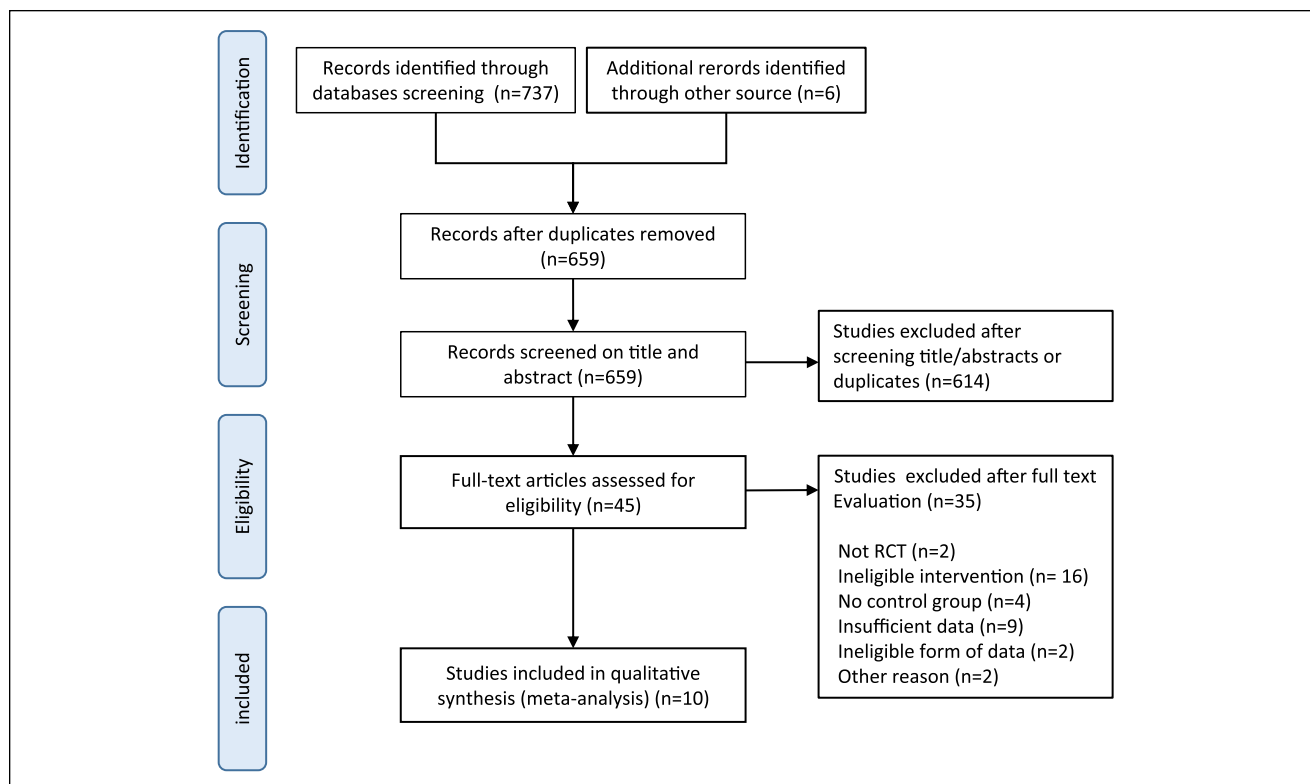 Identification
Records identified through
databases screening (n=737)
Additional rerords identified
through other source (n=6)
Screening
Records after duplicates removed
(n=659)
Records screened on title and
abstract (n=659)
Studies excluded after
screening title/abstracts or
duplicates (n=614)
Eligibility
Full-text articles assessed for
eligibility (n=45)
Studies excluded after full text
Evaluation (n=35)
Not RCT (n=2)
Ineligible intervention (n= 16)
No control group (n=4)
Insufficient data (n=9)
Ineligible form of data (n=2)
Other reason (n=2)
included
Studies included in qualitative
synthesis (meta-analysis) (n=10)